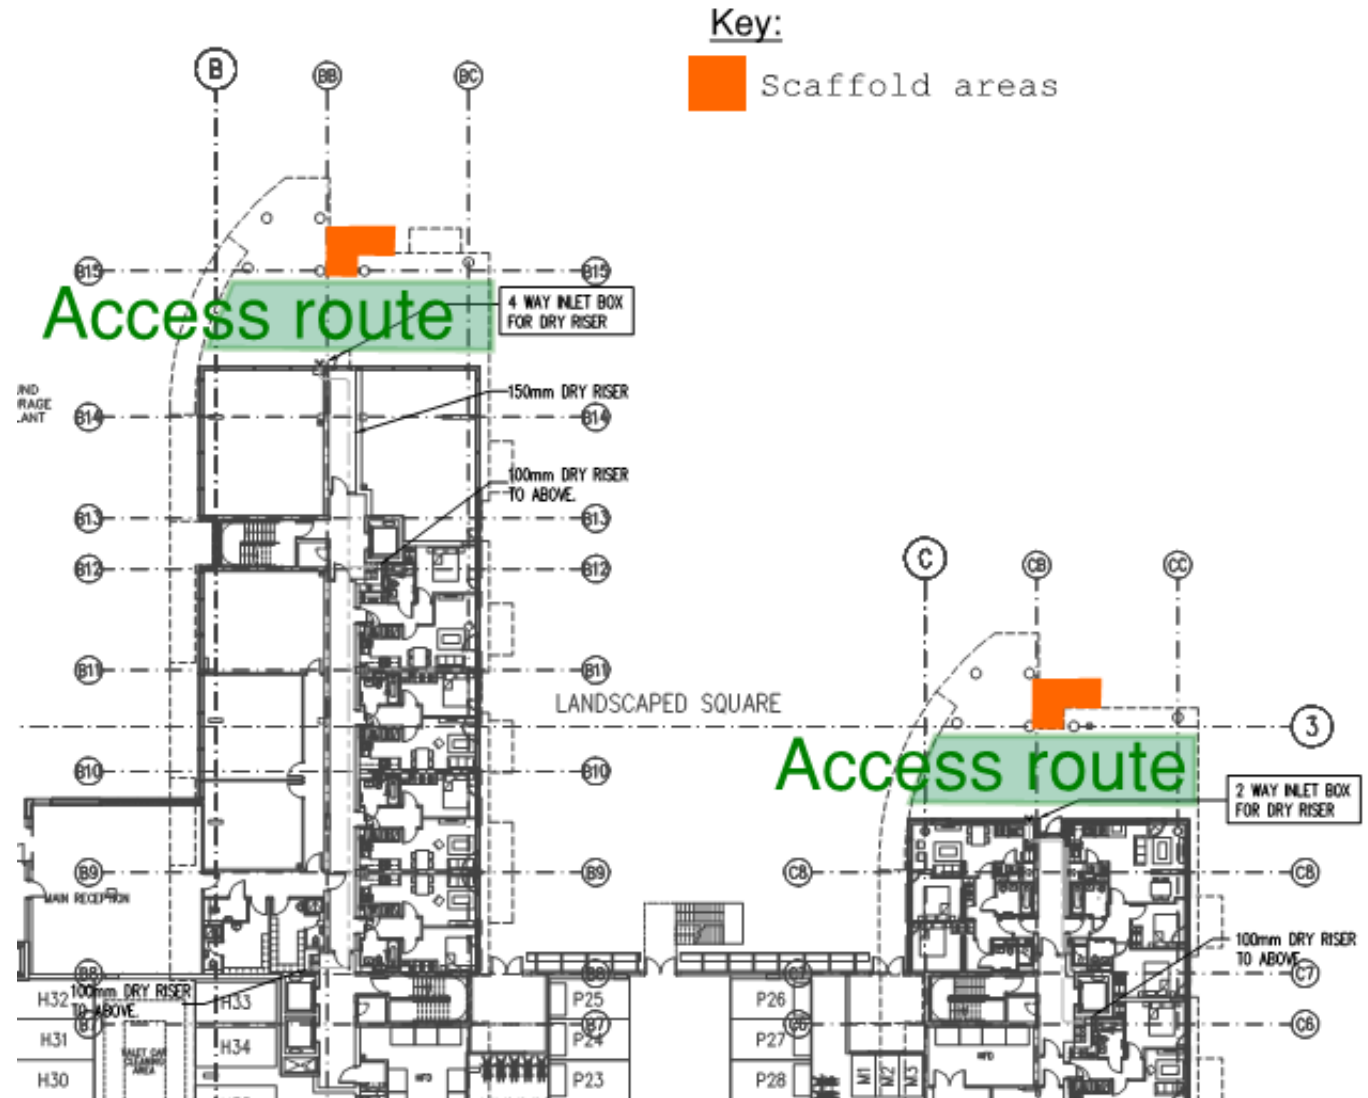 Key:
Scaffold areas
B
BB
BC
B15
B15
Access route
4 WAY INLET BOX
FOR DRY RISER
150mm DRY RISER
B14
B14
100mm DRY RISER
TO ABOVE.
B13
B13
B12
B12
C
CB
CC
B11
B11
LANDSCAPED SQUARE
3
Access route
B10
B10
2 WAY INLET BOX
FOR DRY RISER
B9
B9
C8
C8
MAIN RECEPTION
100mm DRY RISER
TO ABOVE
B8
C7
100mm DRY RISER
TO ABOVE.
H32
H33
P25
P26
B7
C6
H31
H34
P24
P27
VALET CAR
CLEANING
AREA
H30
P23
P28
M1
M2
M3